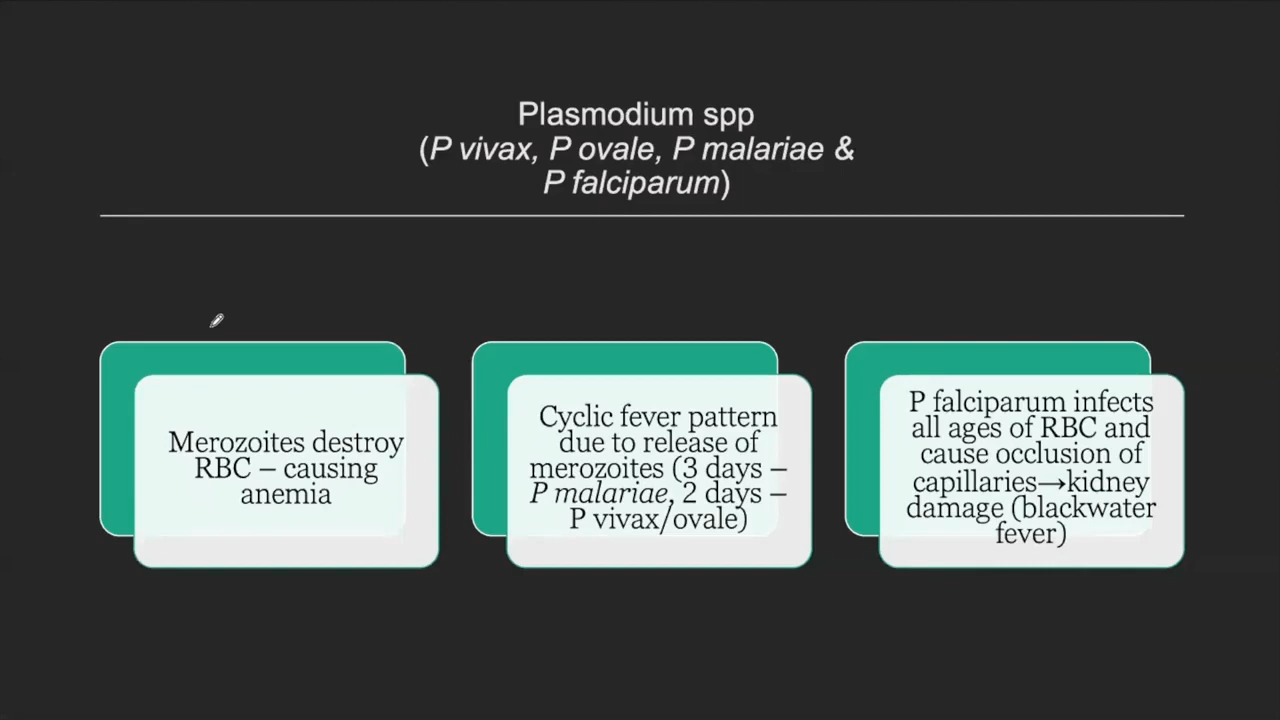 Plasmodium spp
(P vivax, P ovale, P malariae &
P falciparum)
Merozoites destroy
RBC – causing
anemia
Cyclic fever pattern
due to release of
merozoites (3 days –
P malariae, 2 days –
P vivax/ovale)
P falciparum infects
all ages of RBC and
cause occlusion of
capillaries→kidney
damage (blackwater
fever)